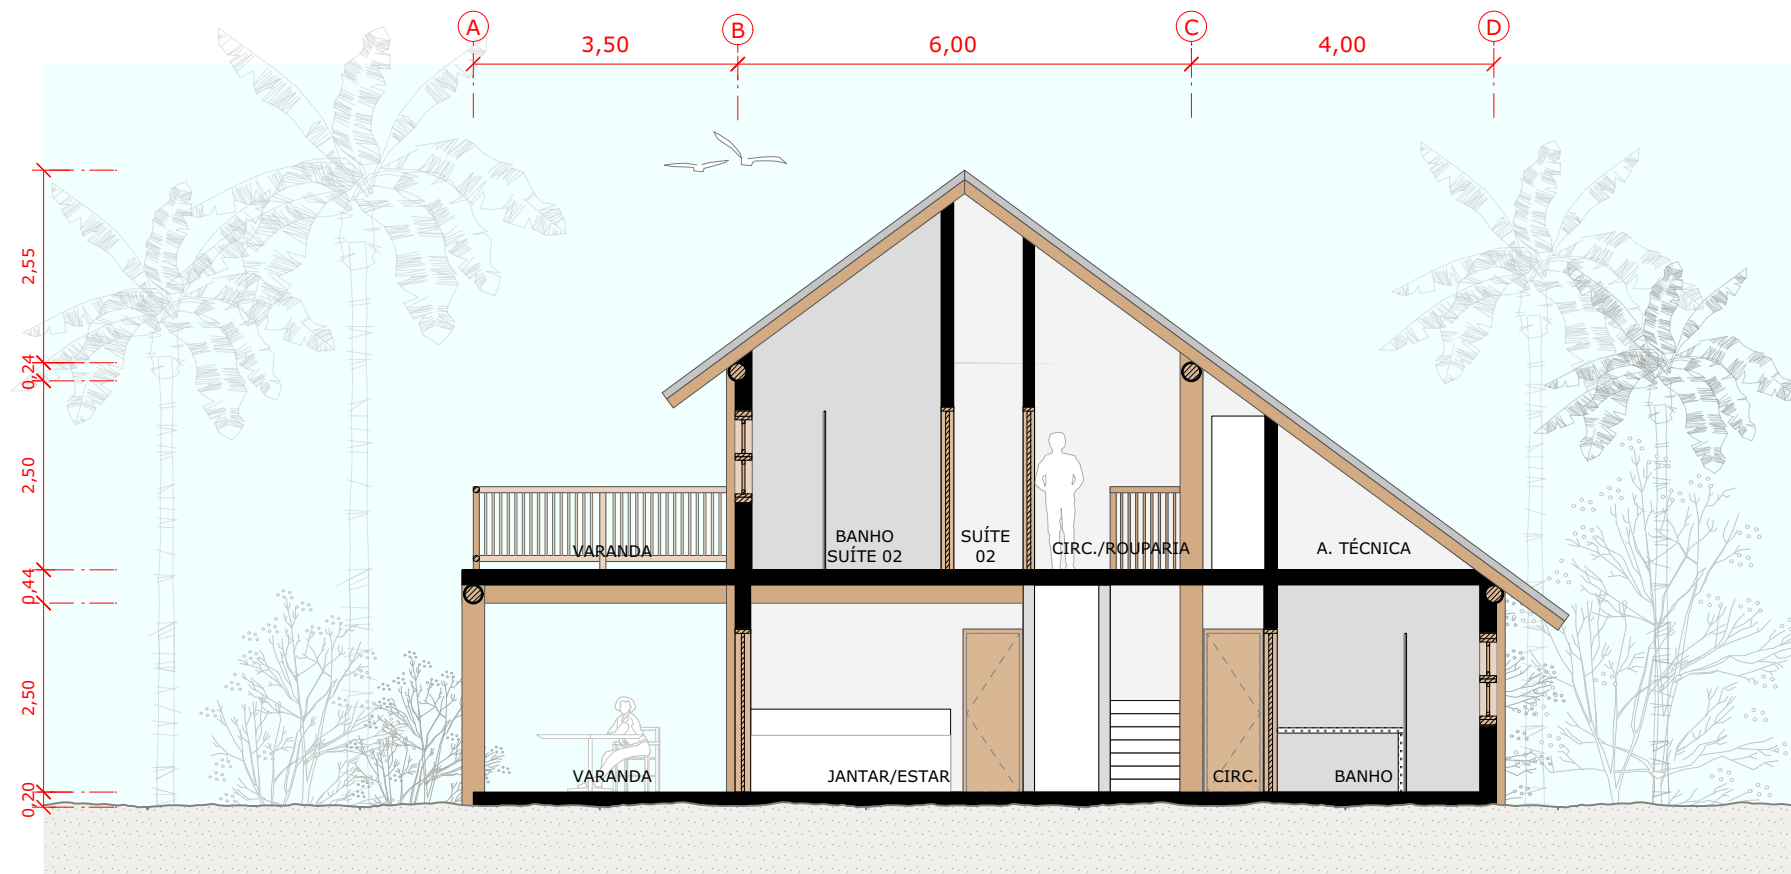 A
B
C
D
3,50
6,00
4,00
2,55
0,24
2,50
0,44
2,50
0,20
VARANDA
BANHO
SUÍTE 02
SUÍTE
02
CIRC./ROUPARIA
A. TÉCNICA
VARANDA
JANTAR/ESTAR
CIRC.
BANHO